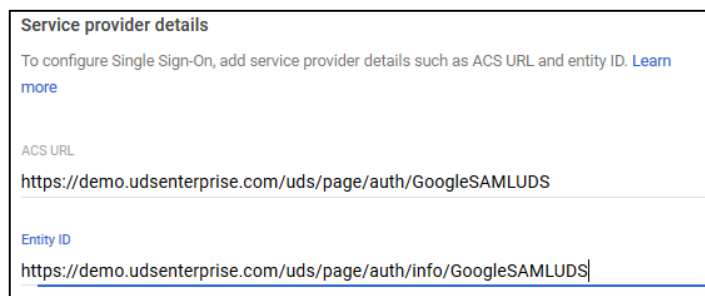 Service provider details
To configure Single Sign-On, add service provider details such as ACS URL and entity ID. Learn
more
ACS URL
https://demo.udsenterprise.com/uds/page/auth/GoogleSAMLUDS
Entity ID
https://demo.udsenterprise.com/uds/page/auth/info/GoogleSAMLUDS